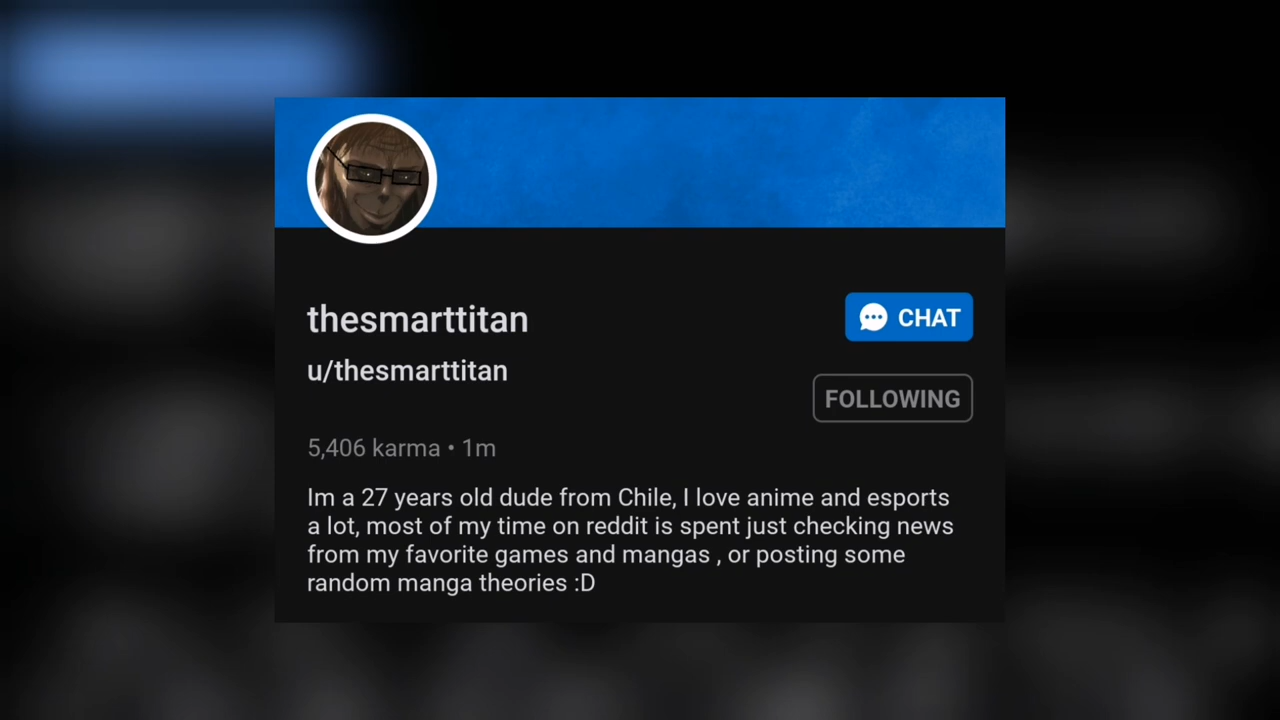 thesmarttitan
CHAT
u/thesmarttitan
FOLLOWING
5,406 karma • 1m
Im a 27 years old dude from Chile, I love anime and esports
a lot, most of my time on reddit is spent just checking news
from my favorite games and mangas , or posting some
random manga theories :D